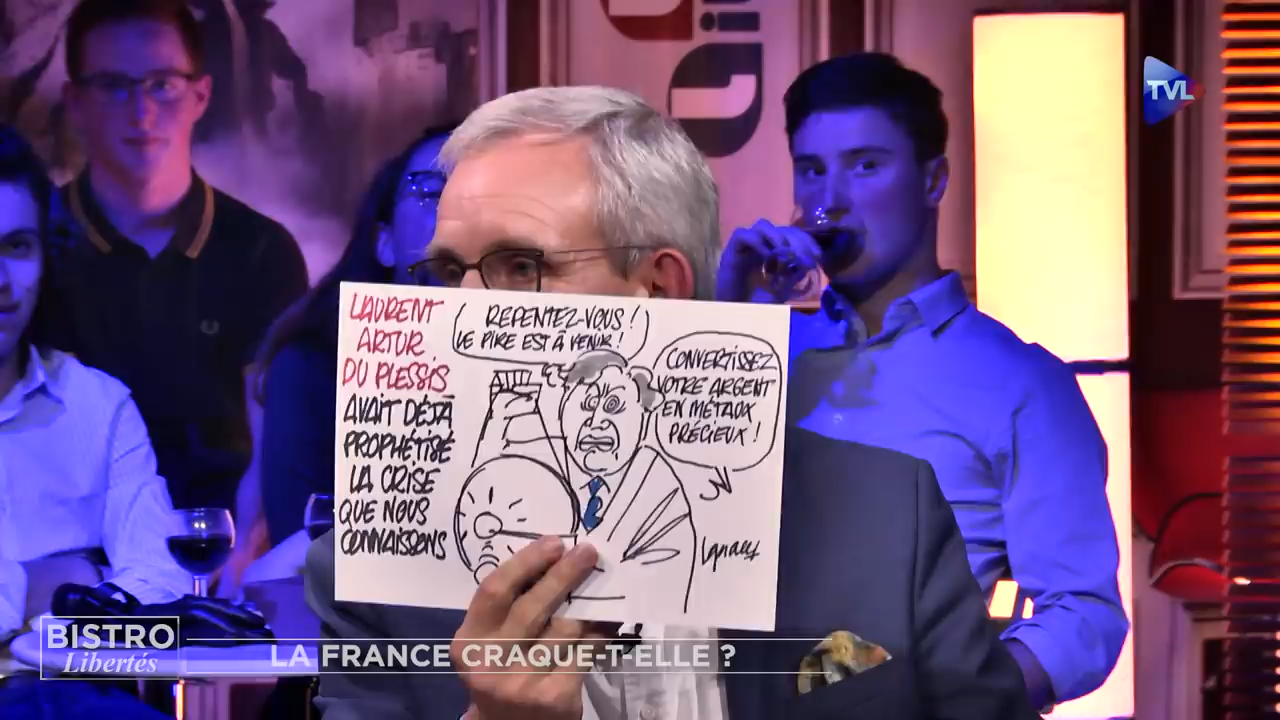 TVL
LAURENT
ARTUR
DU PLESSIS
AVAIT DÉJÀ
PROPHÉTISÉ
LA CRISE
QUE NOUS
CONNAISSONS
REPENTEZ-VOUS !
LE PIRE EST À VENIR !
CONVERTISSEZ
VOTRE ARGENT
EN MÉTAUX
PRÉCIEUX !
BISTRO
Libertés
LA FRANCE CRAQUE-T-ELLE ?